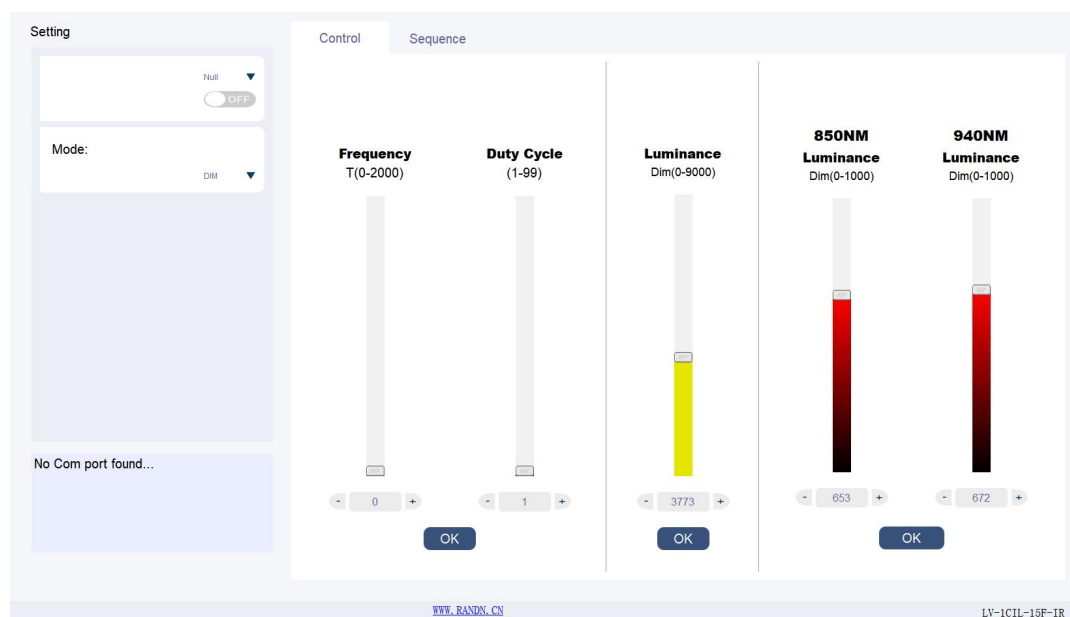 Setting
Control
Sequence
Null
OFF
Mode:
DIM
No Com port found...
Frequency
T(0-2000)
- 0 +
Duty Cycle
(1-99)
- 1 +
OK
Luminance
Dim(0-9000)
- 3773 +
OK
850NM
Luminance
Dim(0-1000)
- 653 +
940NM
Luminance
Dim(0-1000)
- 672 +
OK
WWW.RANDN.CN
LV-1CIL-15F-IR